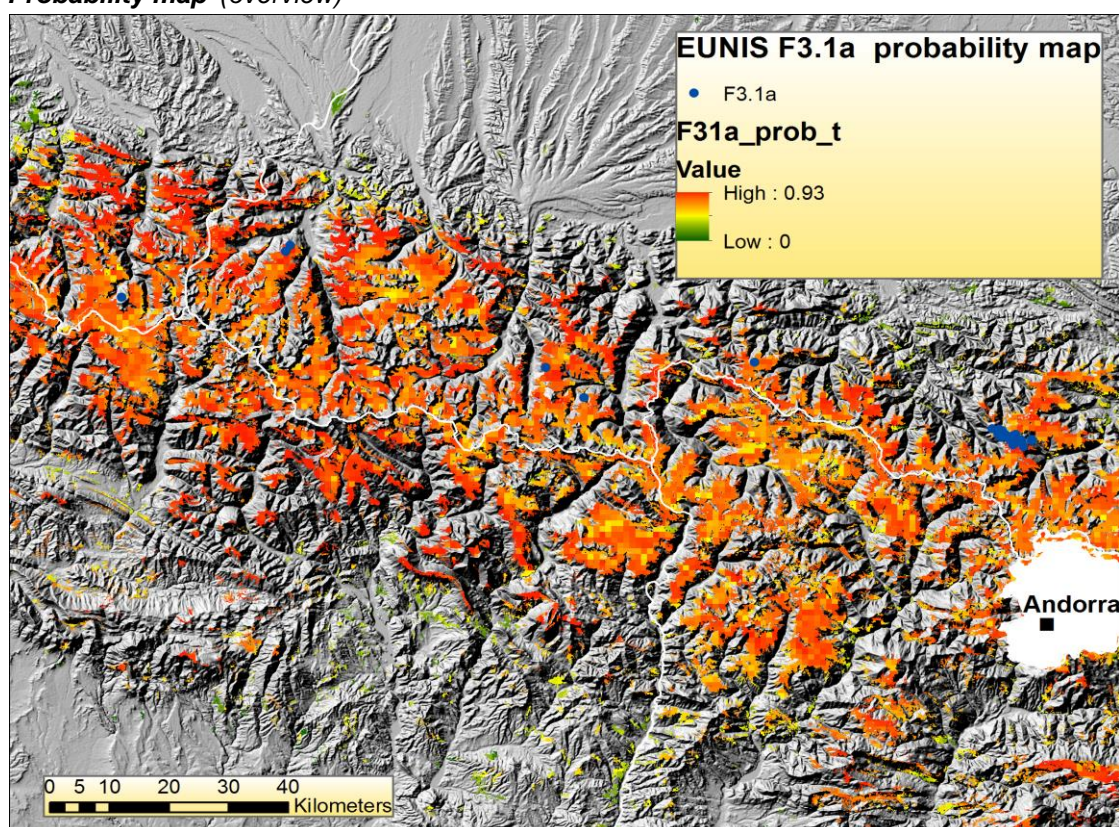 Probability map (overview)
EUNIS F3.1a probability map
F3.1a
F31a_prob_t
Value
High : 0.93
Low : 0
Andorra
0 5 10 20 30 40
Kilometers